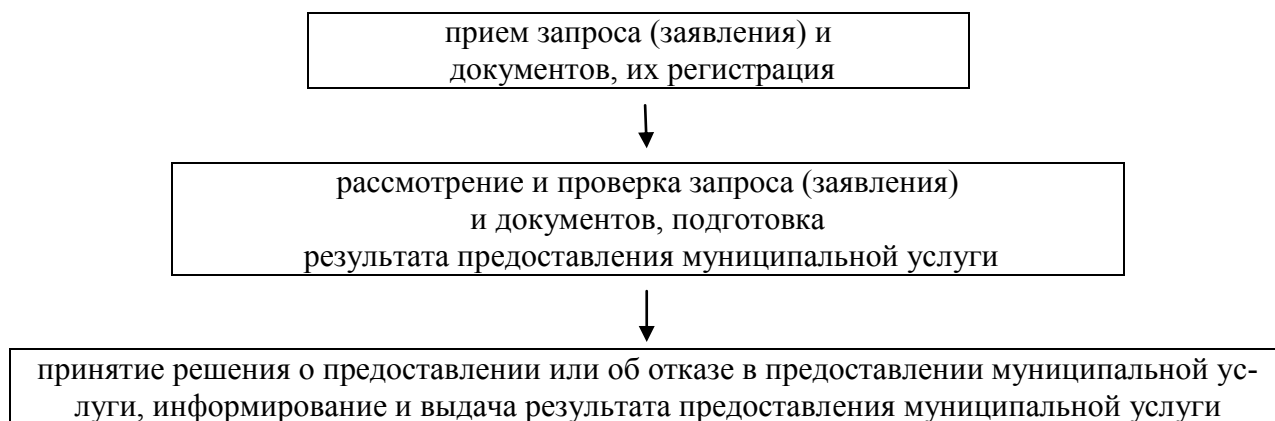 прием запроса (заявления) и
документов, их регистрация
рассмотрение и проверка запроса (заявления)
и документов, подготовка
результата предоставления муниципальной услуги
принятие решения о предоставлении или об отказе в предоставлении муниципальной ус-
луги, информирование и выдача результата предоставления муниципальной услуги